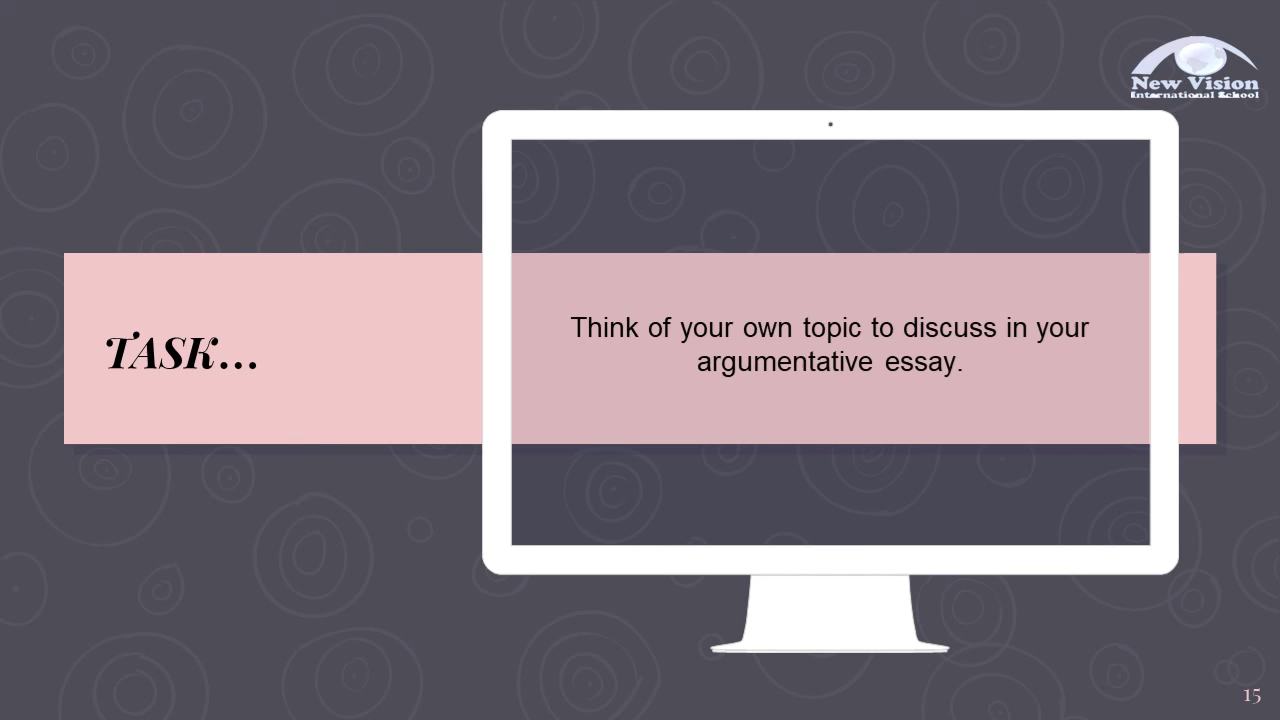 New Vision
International School
TASK...
Think of your own topic to discuss in your
argumentative essay.
15